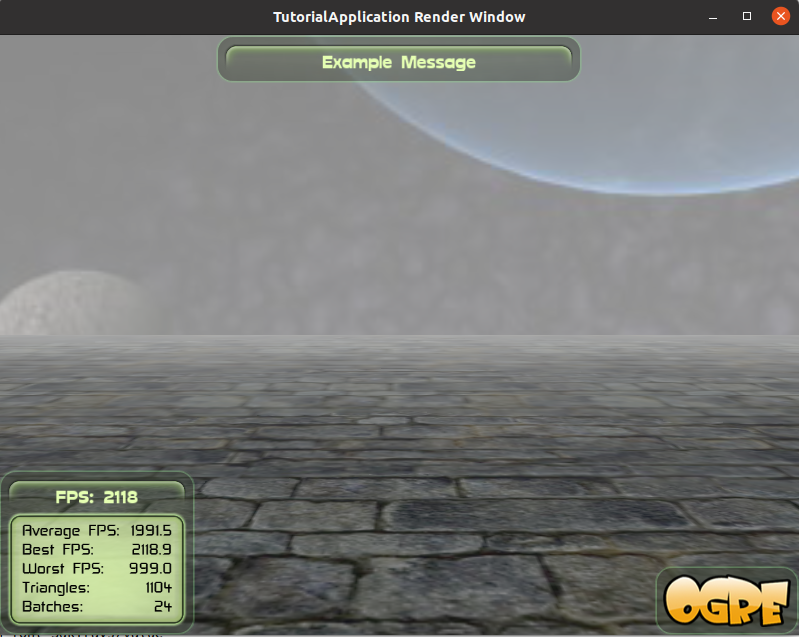 TutorialApplication Render Window
Example Message
FPS: 2118
Average FPS: 1991.5
Best FPS: 2118.9
Worst FPS: 999.0
Triangles: 1104
Batches: 24
OGRE